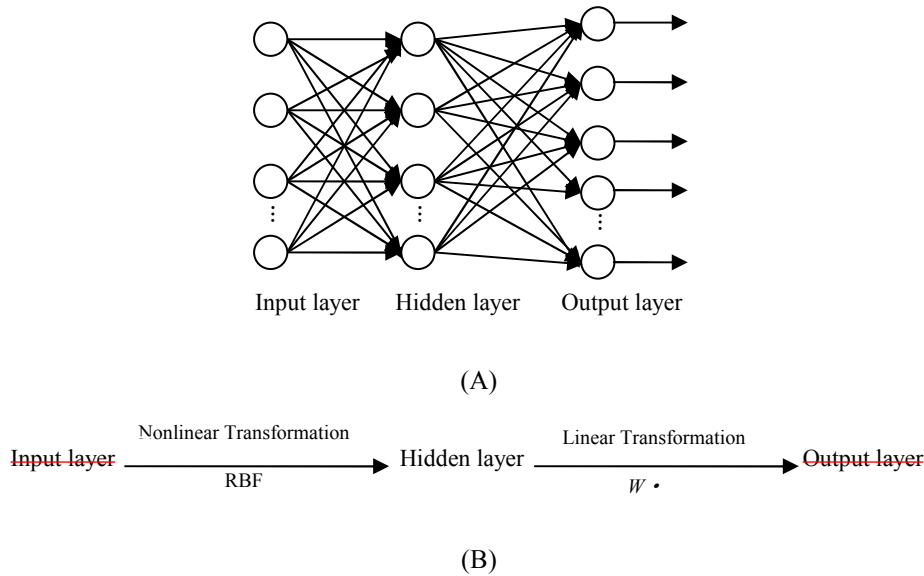 Input layer Hidden layer Output layer
(A)
Nonlinear Transformation Linear Transformation
Input layer Hidden layer Output layer
RBF W •
(B)